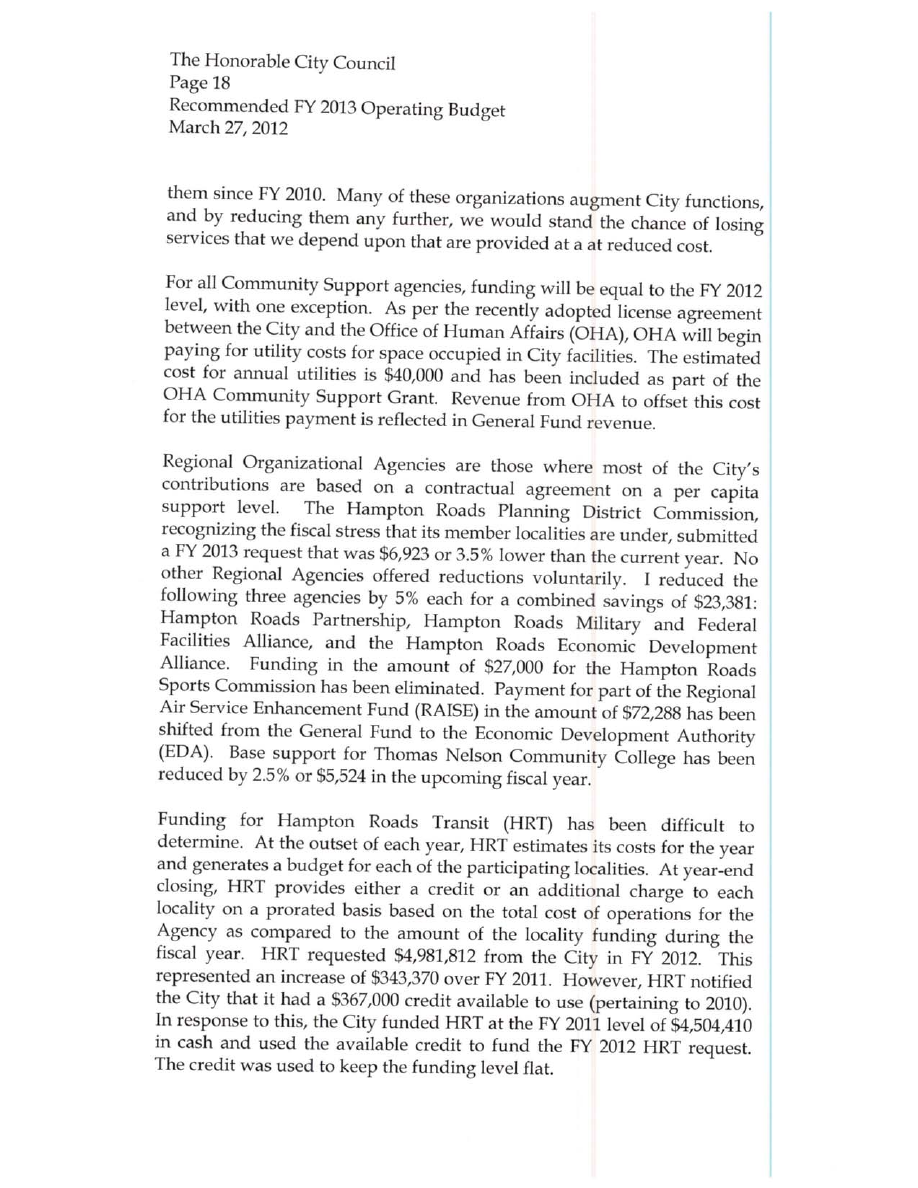 The Honorable City Council
Page 18
Recommended FY 2013 Operating Budget
March 27, 2012
them since FY 2010. Many of these organizations augment City functions,
and by reducing them any further, we would stand the chance of losing
services that we depend upon that are provided at a at reduced cost.
For all Community Support agencies, funding will be equal to the FY 2012
level, with one exception. As per the recently adopted license agreement
between the City and the Office of Human Affairs (OHA), OHA will begin
paying for utility costs for space occupied in City facilities. The estimated
cost for annual utilities is $40,000 and has been included as part of the
OHA Community Support Grant. Revenue from OHA to offset this cost
for the utilities payment is reflected in General Fund revenue.
Regional Organizational Agencies are those where most of the City's
contributions are based on a contractual agreement on a per capita
support level. The Hampton Roads Planning District Commission,
recognizing the fiscal stress that its member localities are under, submitted
a FY 2013 request that was $6,923 or 3.5% lower than the current year. No
other Regional Agencies offered reductions voluntarily. I reduced the
following three agencies by 5% each for a combined savings of $23,381:
Hampton Roads Partnership, Hampton Roads Military and Federal
Facilities Alliance, and the Hampton Roads Economic Development
Alliance. Funding in the amount of $27,000 for the Hampton Roads
Sports Commission has been eliminated. Payment for part of the Regional
Air Service Enhancement Fund (RAISE) in the amount of $72,288 has been
shifted from the General Fund to the Economic Development Authority
(EDA). Base support for Thomas Nelson Community College has been
reduced by 2.5% or $5,524 in the upcoming fiscal year.
Funding for Hampton Roads Transit (HRT) has been difficult to
determine. At the outset of each year, HRT estimates its costs for the year
and generates a budget for each of the participating localities. At year-end
closing, HRT provides either a credit or an additional charge to each
locality on a prorated basis based on the total cost of operations for the
Agency as compared to the amount of the locality funding during the
fiscal year. HRT requested $4,981,812 from the City in FY 2012. This
represented an increase of $343,370 over FY 2011. However, HRT notified
the City that it had a $367,000 credit available to use (pertaining to 2010).
In response to this, the City funded HRT at the FY 2011 level of $4,504,410
in cash and used the available credit to fund the FY 2012 HRT request.
The credit was used to keep the funding level flat.